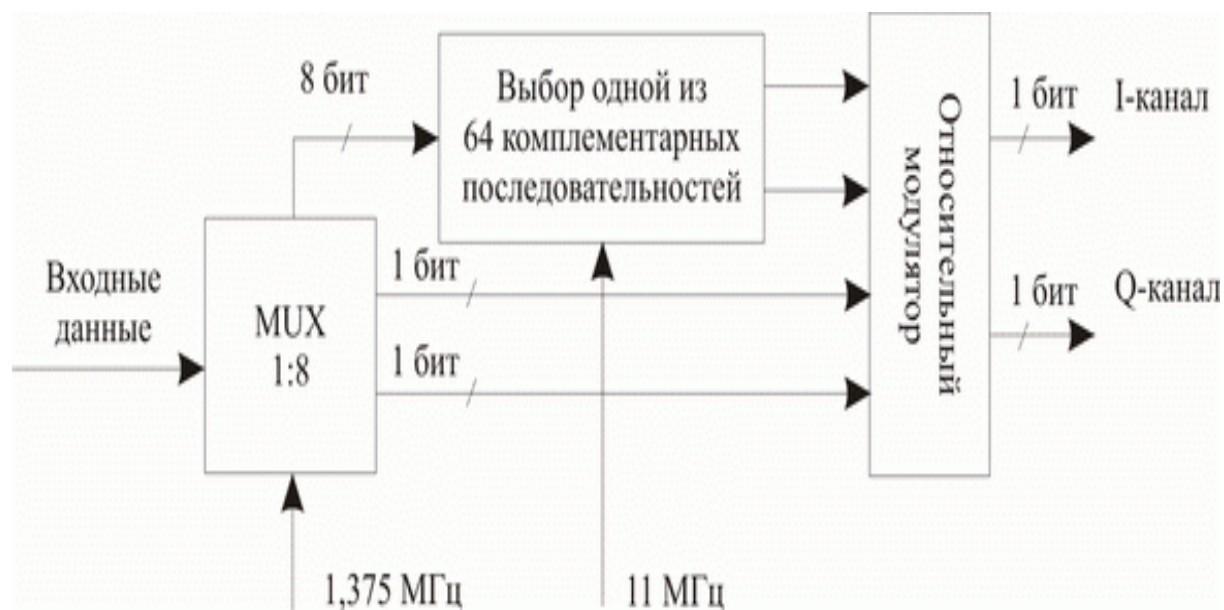 8 бит
Выбор одной из
64 комплементарных
последовательностей
Относительный
модулятор
1 бит
I-канал
Входные
данные
MUX
1:8
1 бит
1 бит
1 бит
Q-канал
1,375 МГц
11 МГц